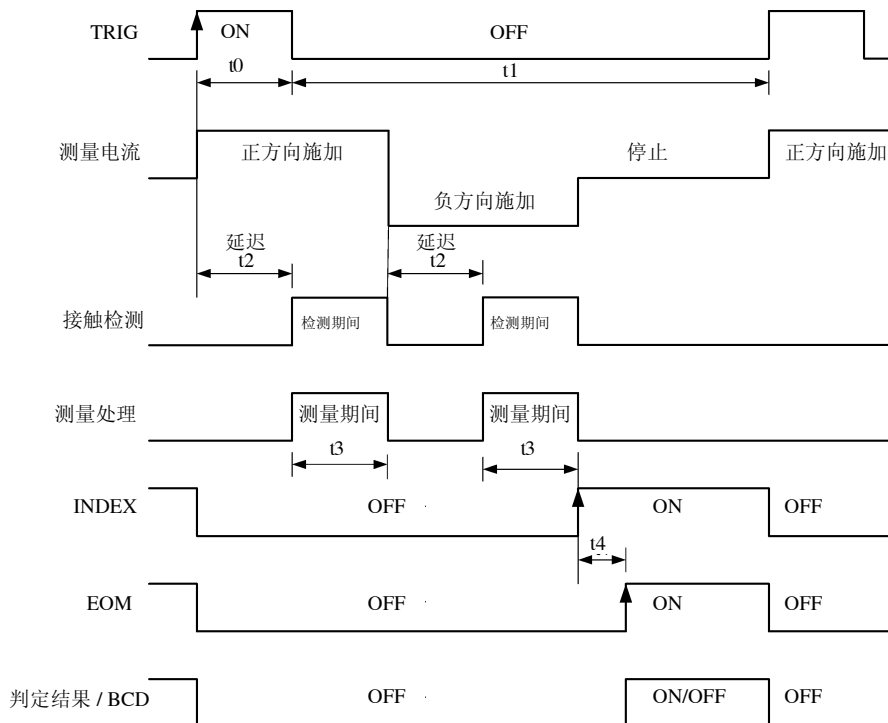 TRIG ON OFF
t0 t1
测量电流 正方向施加 停止 正方向施加
负方向施加
延迟 延迟
t2 t2
接触检测 检测期间 检测期间
测量处理 测量期间 测量期间
t3 t3
INDEX OFF ON OFF
t4
EOM OFF ON OFF
判定结果 / BCD OFF ON/OFF OFF